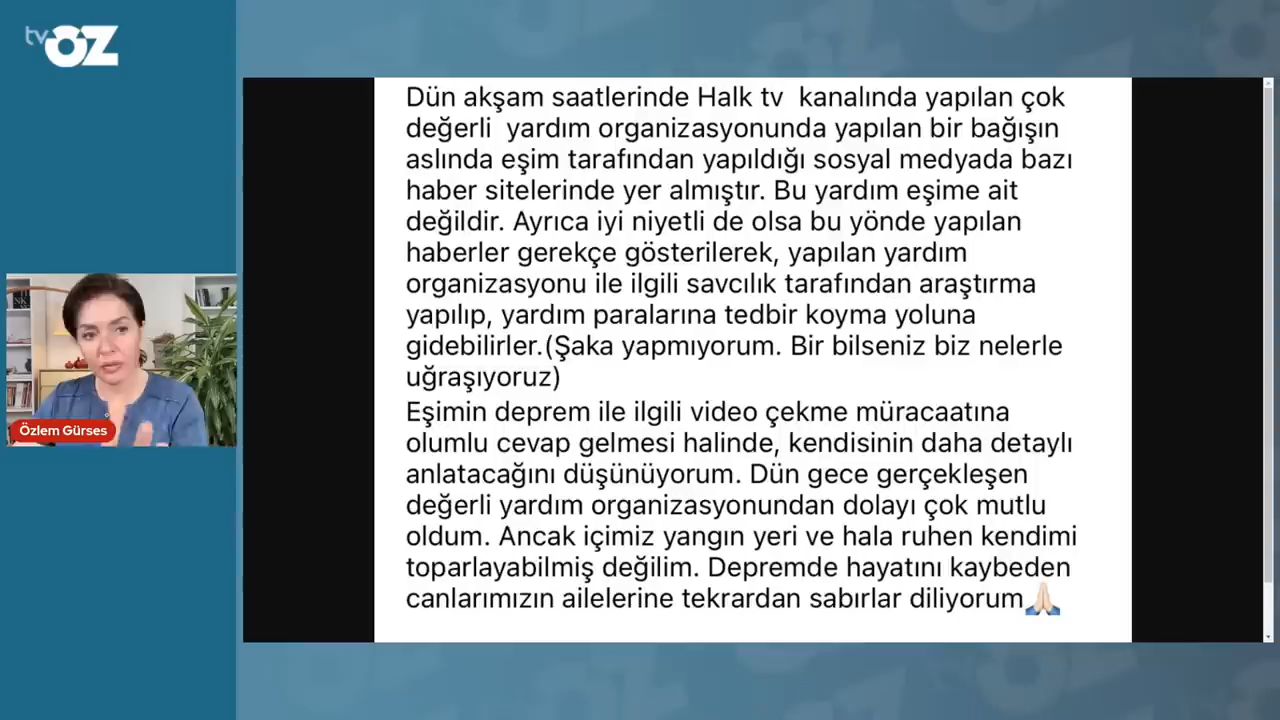 tv ÖZ
Dün akşam saatlerinde Halk tv  kanalında yapılan çok
değerli  yardım organizasyonunda yapılan bir bağışın
aslında eşim tarafından yapıldığı sosyal medyada bazı
haber sitelerinde yer almıştır. Bu yardım eşime ait
değildir. Ayrıca iyi niyetli de olsa bu yönde yapılan
haberler gerekçe gösterilerek, yapılan yardım
organizasyonu ile ilgili savcılık tarafından araştırma
yapılıp, yardım paralarına tedbir koyma yoluna
gidebilirler.(Şaka yapmıyorum. Bir bilseniz biz nelerle
uğraşıyoruz)
Eşimin deprem ile ilgili video çekme müracaatına
olumlu cevap gelmesi halinde, kendisinin daha detaylı
anlatacağını düşünüyorum. Dün gece gerçekleşen
değerli yardım organizasyonundan dolayı çok mutlu
oldum. Ancak içimiz yangın yeri ve hala ruhen kendimi
toparlayabilmiş değilim. Depremde hayatını kaybeden
canlarımızın ailelerine tekrardan sabırlar diliyorum🙏🏻
Özlem Gürses